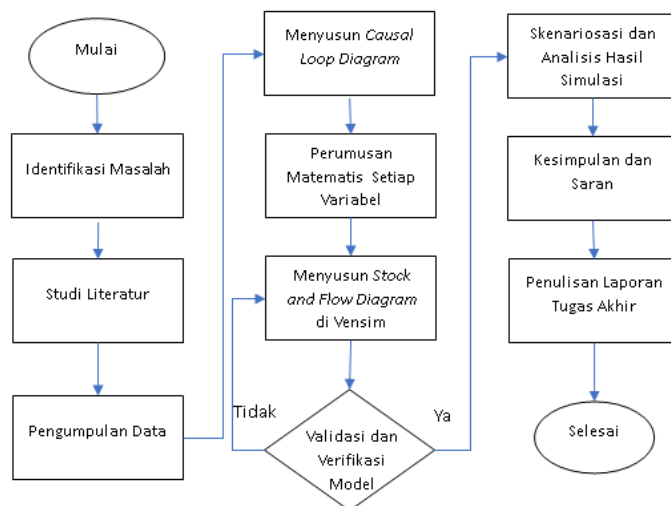 Mulai
Identifikasi Masalah
Studi Literatur
Pengumpulan Data
Menyusun Causal
Loop Diagram
Perumusan
Matematis Setiap
Variabel
Menyusun Stock
and Flow Diagram
di Vensim
Tidak
Validasi dan
Verifikasi
Model
Ya
Skenariosasi dan
Analisis Hasil
Simulasi
Kesimpulan dan
Saran
Penulisan Laporan
Tugas Akhir
Selesai